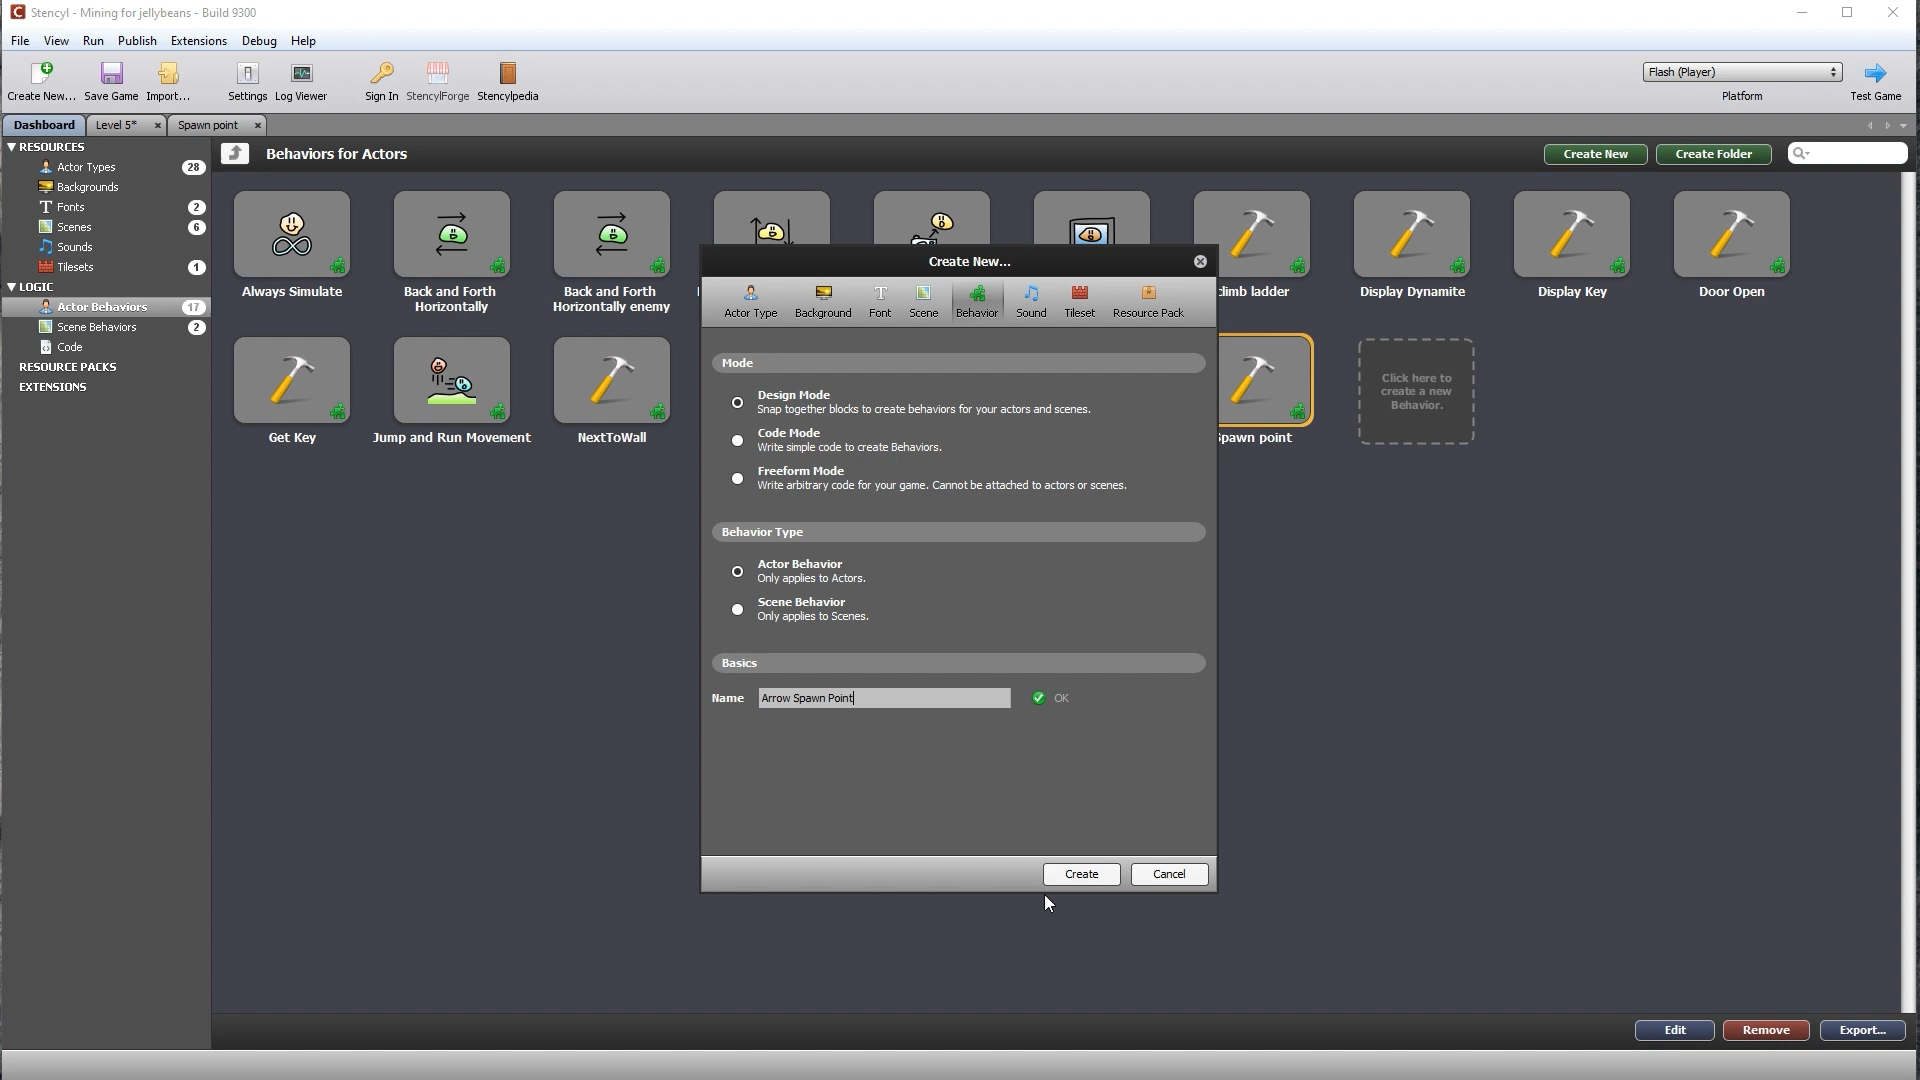 Stencyl - Mining for jellybeans - Build 9300
File View Run Publish Extensions Debug Help
Create New... Save Game Import... Settings Log Viewer Sign In StencylForge Stencylpedia
Flash (Player)
Platform Test Game
Dashboard Level 5* Spawn point
RESOURCES
Actor Types 28
Backgrounds
Fonts 2
Scenes 6
Sounds
Tilesets 1
LOGIC
Actor Behaviors 17
Scene Behaviors 2
Code
RESOURCE PACKS
EXTENSIONS
Behaviors for Actors
Create New Create Folder
Always Simulate
Back and Forth
Horizontally
Back and Forth
Horizontally enemy
climb ladder
Display Dynamite
Display Key
Door Open
Get Key
Jump and Run Movement
NextToWall
Spawn point
Click here to
create a new
Behavior.
Create New...
Actor Type Background Font Scene Behavior Sound Tileset Resource Pack
Mode
Design Mode
Snap together blocks to create behaviors for your actors and scenes.
Code Mode
Write simple code to create Behaviors.
Freeform Mode
Write arbitrary code for your game. Cannot be attached to actors or scenes.
Behavior Type
Actor Behavior
Only applies to Actors.
Scene Behavior
Only applies to Scenes.
Basics
Name Arrow Spawn Point OK
Create Cancel
Edit Remove Export...